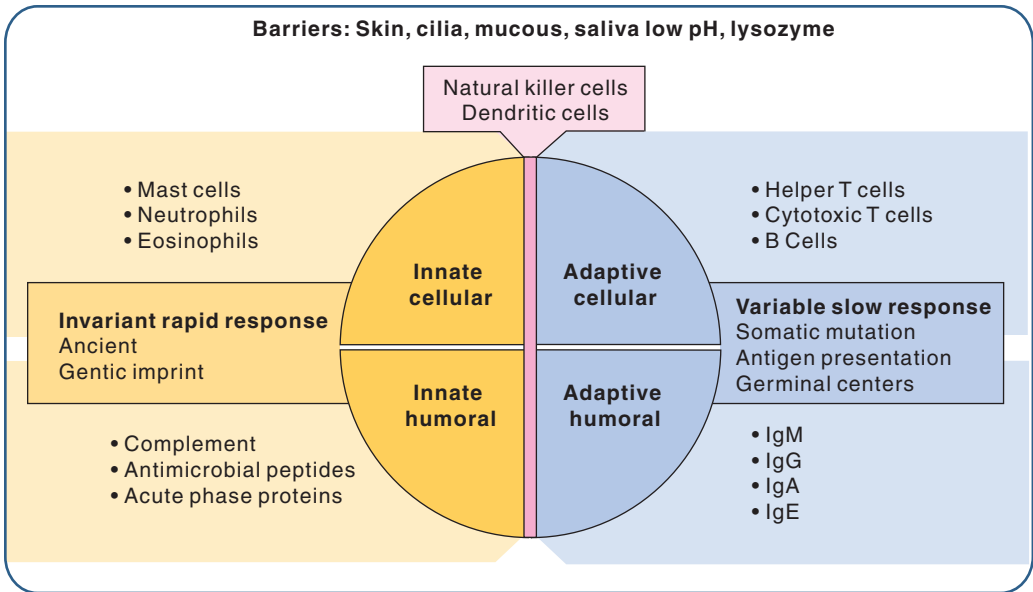 Barriers: Skin, cilia, mucous, saliva low pH, lysozyme
Natural killer cells
Dendritic cells
• Mast cells
• Neutrophils
• Eosinophils
• Helper T cells
• Cytotoxic T cells
• B Cells
Innate
cellular
Adaptive
cellular
Invariant rapid response
Ancient
Gentic imprint
Variable slow response
Somatic mutation
Antigen presentation
Germinal centers
Innate
humoral
Adaptive
humoral
• Complement
• Antimicrobial peptides
• Acute phase proteins
• IgM
• IgG
• IgA
• IgE